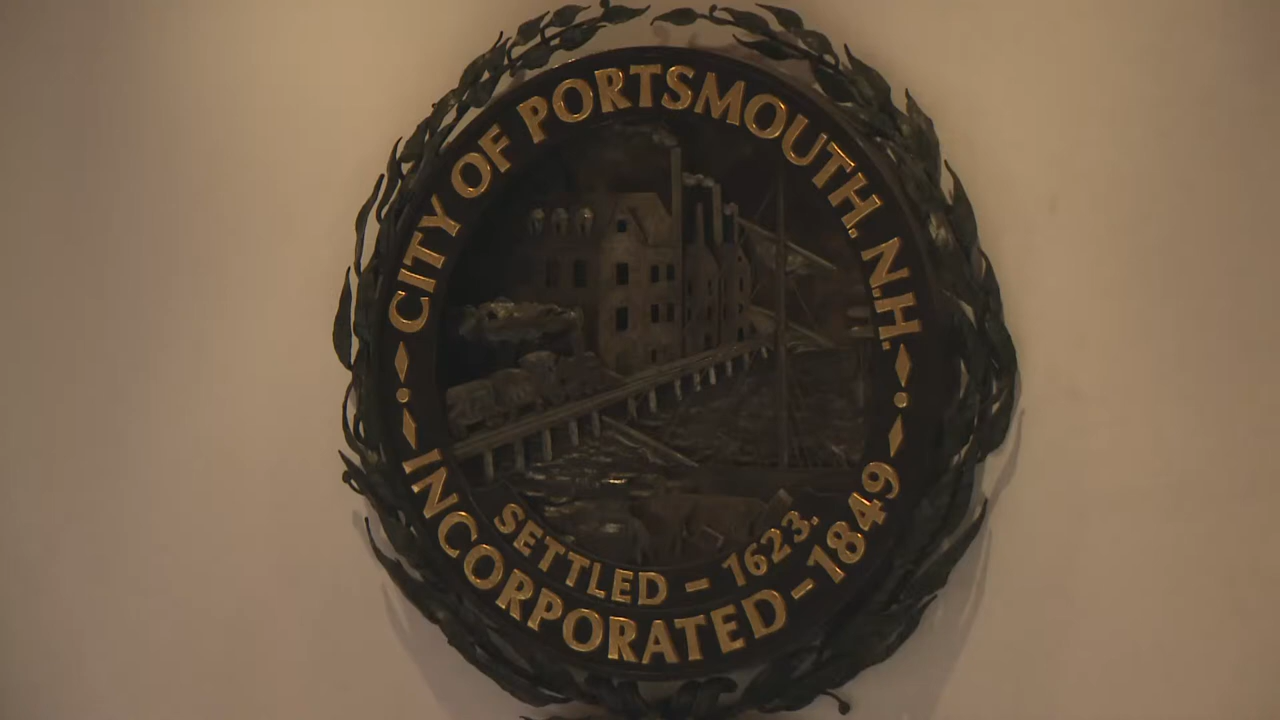 CITY OF PORTSMOUTH. N.H.
SETTLED – 1623.
INCORPORATED – 1849